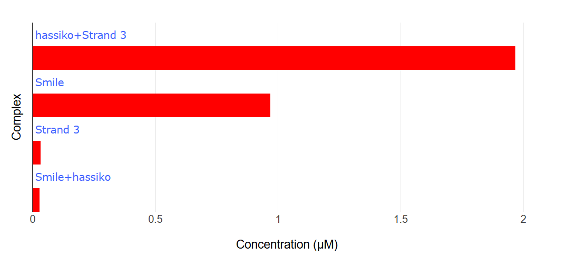 hassiko+Strand 3
Smile
Strand 3
Smile+hassiko
Complex
0 0.5 1 1.5 2
Concentration (μM)